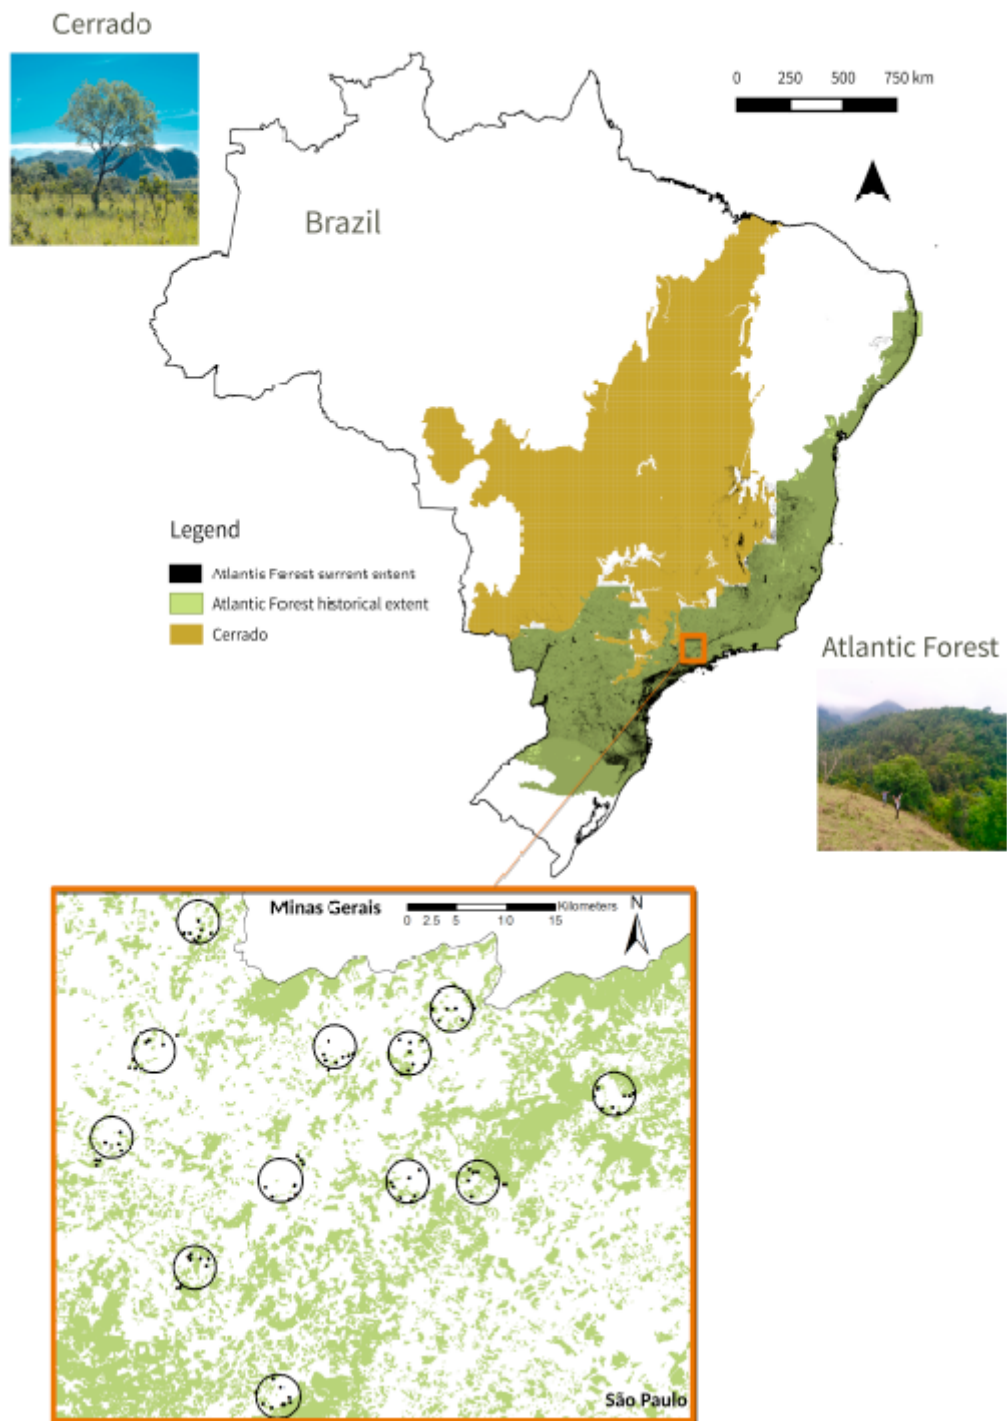 Cerrado
0 250 500 750 km
Brazil
Legend
Atlantic Forest current extent
Atlantic Forest historical extent
Cerrado
Atlantic Forest
Minas Gerais
Kilometers
0 2.5 5 10 15
N
São Paulo